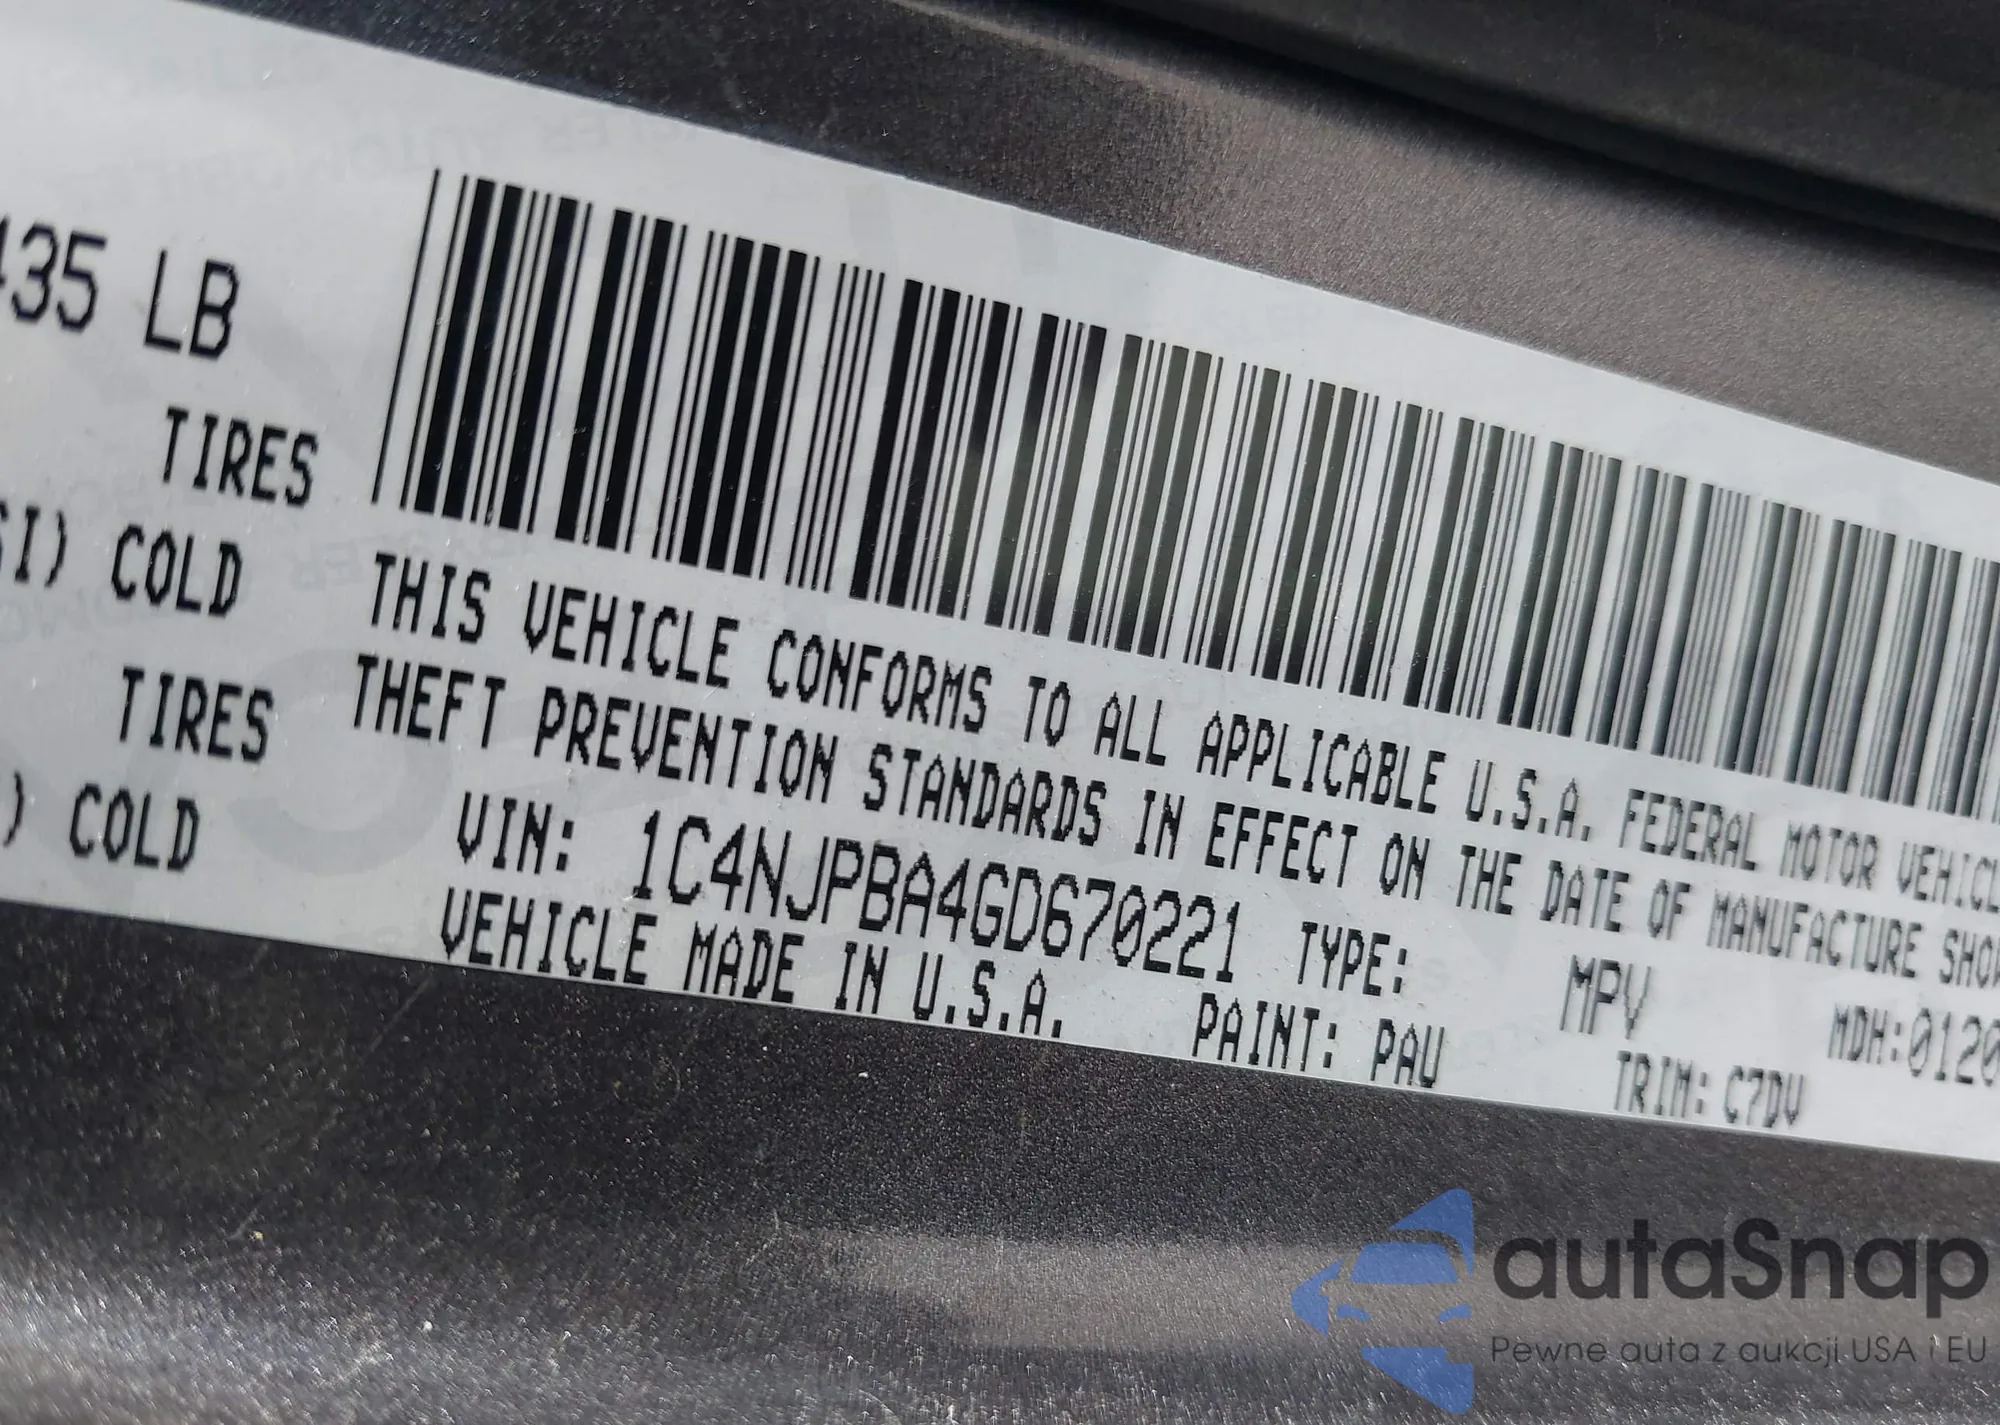 435 LB
TIRES
SI) COLD
TIRES
) COLD
THIS VEHICLE CONFORMS TO ALL APPLICABLE U.S.A. FEDERAL MOTOR VEHICL
THEFT PREVENTION STANDARDS IN EFFECT ON THE DATE OF MANUFACTURE SHOW
VIN: 1C4NJPBA4GD670221 TYPE: MPV MDH:0120
VEHICLE MADE IN U.S.A. PAINT: PAU TRIM: C7DV
autaSnap
Pewne auta z aukcji USA i EU